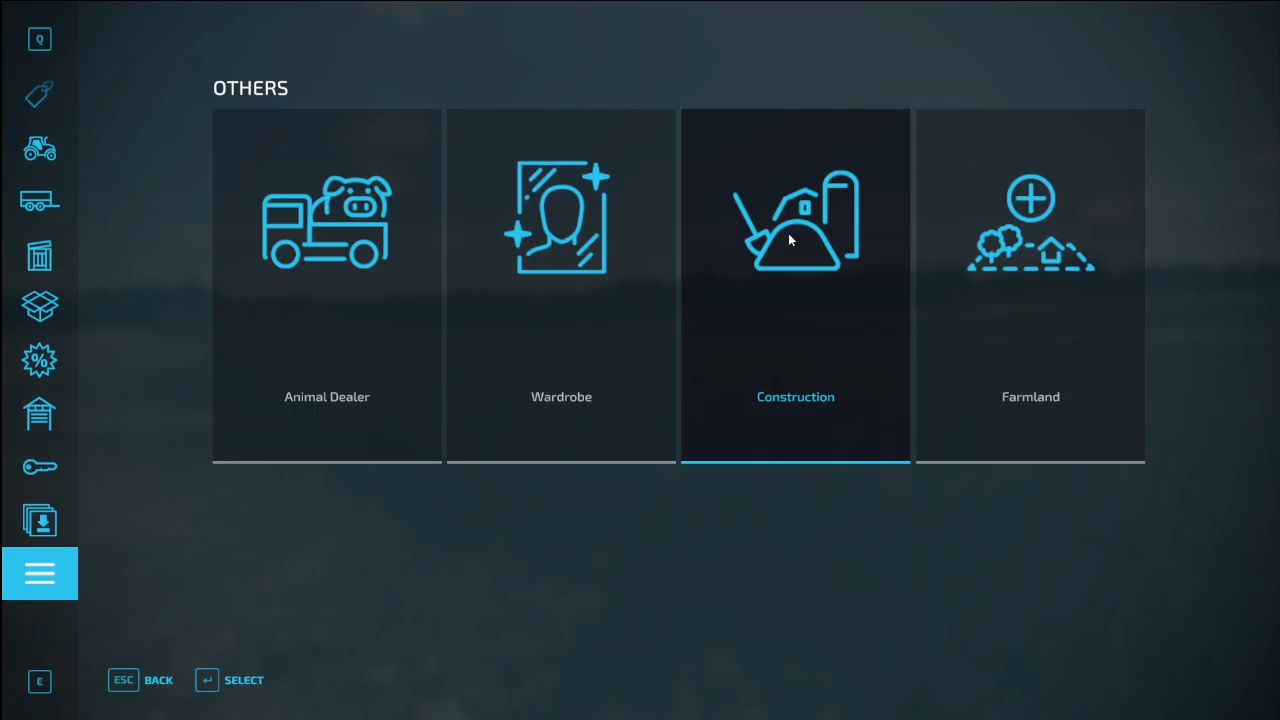 Q
OTHERS
%
Animal Dealer
Wardrobe
Construction
Farmland
E
ESC BACK ↵ SELECT